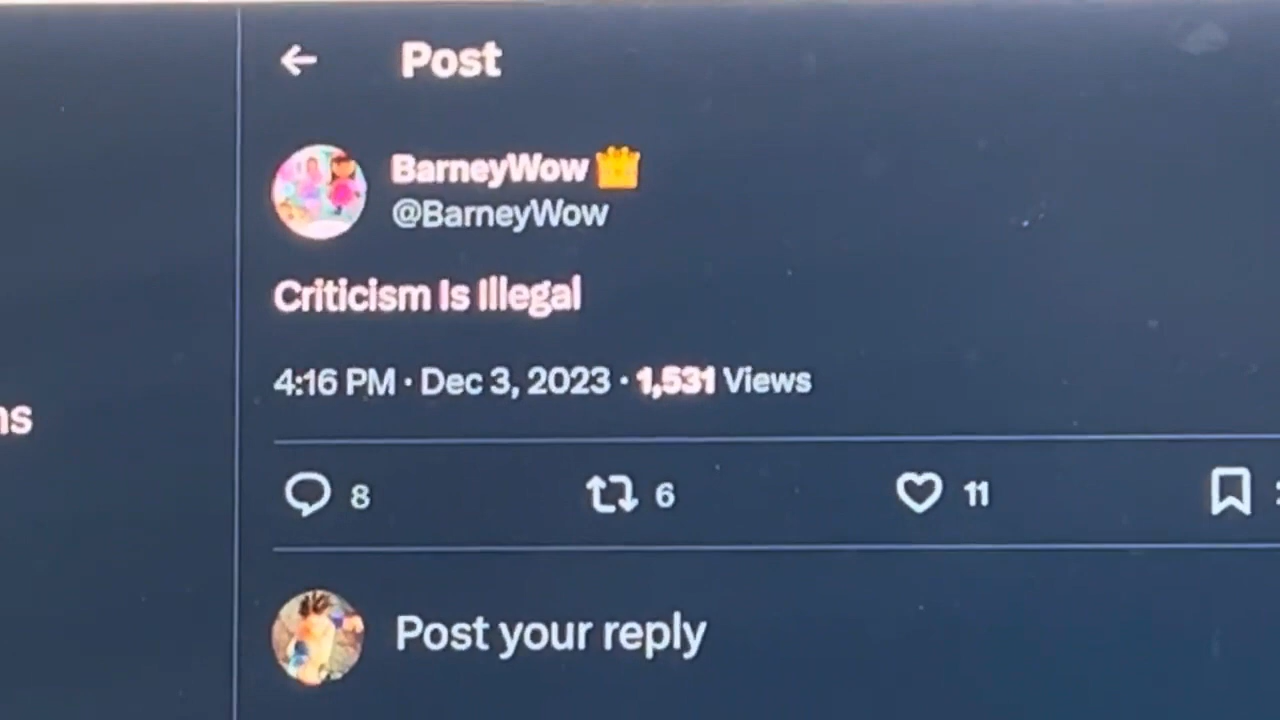 Post
BarneyWow
@BarneyWow
Criticism Is Illegal
4:16 PM · Dec 3, 2023 · 1,531 Views
8 6 11
Post your reply